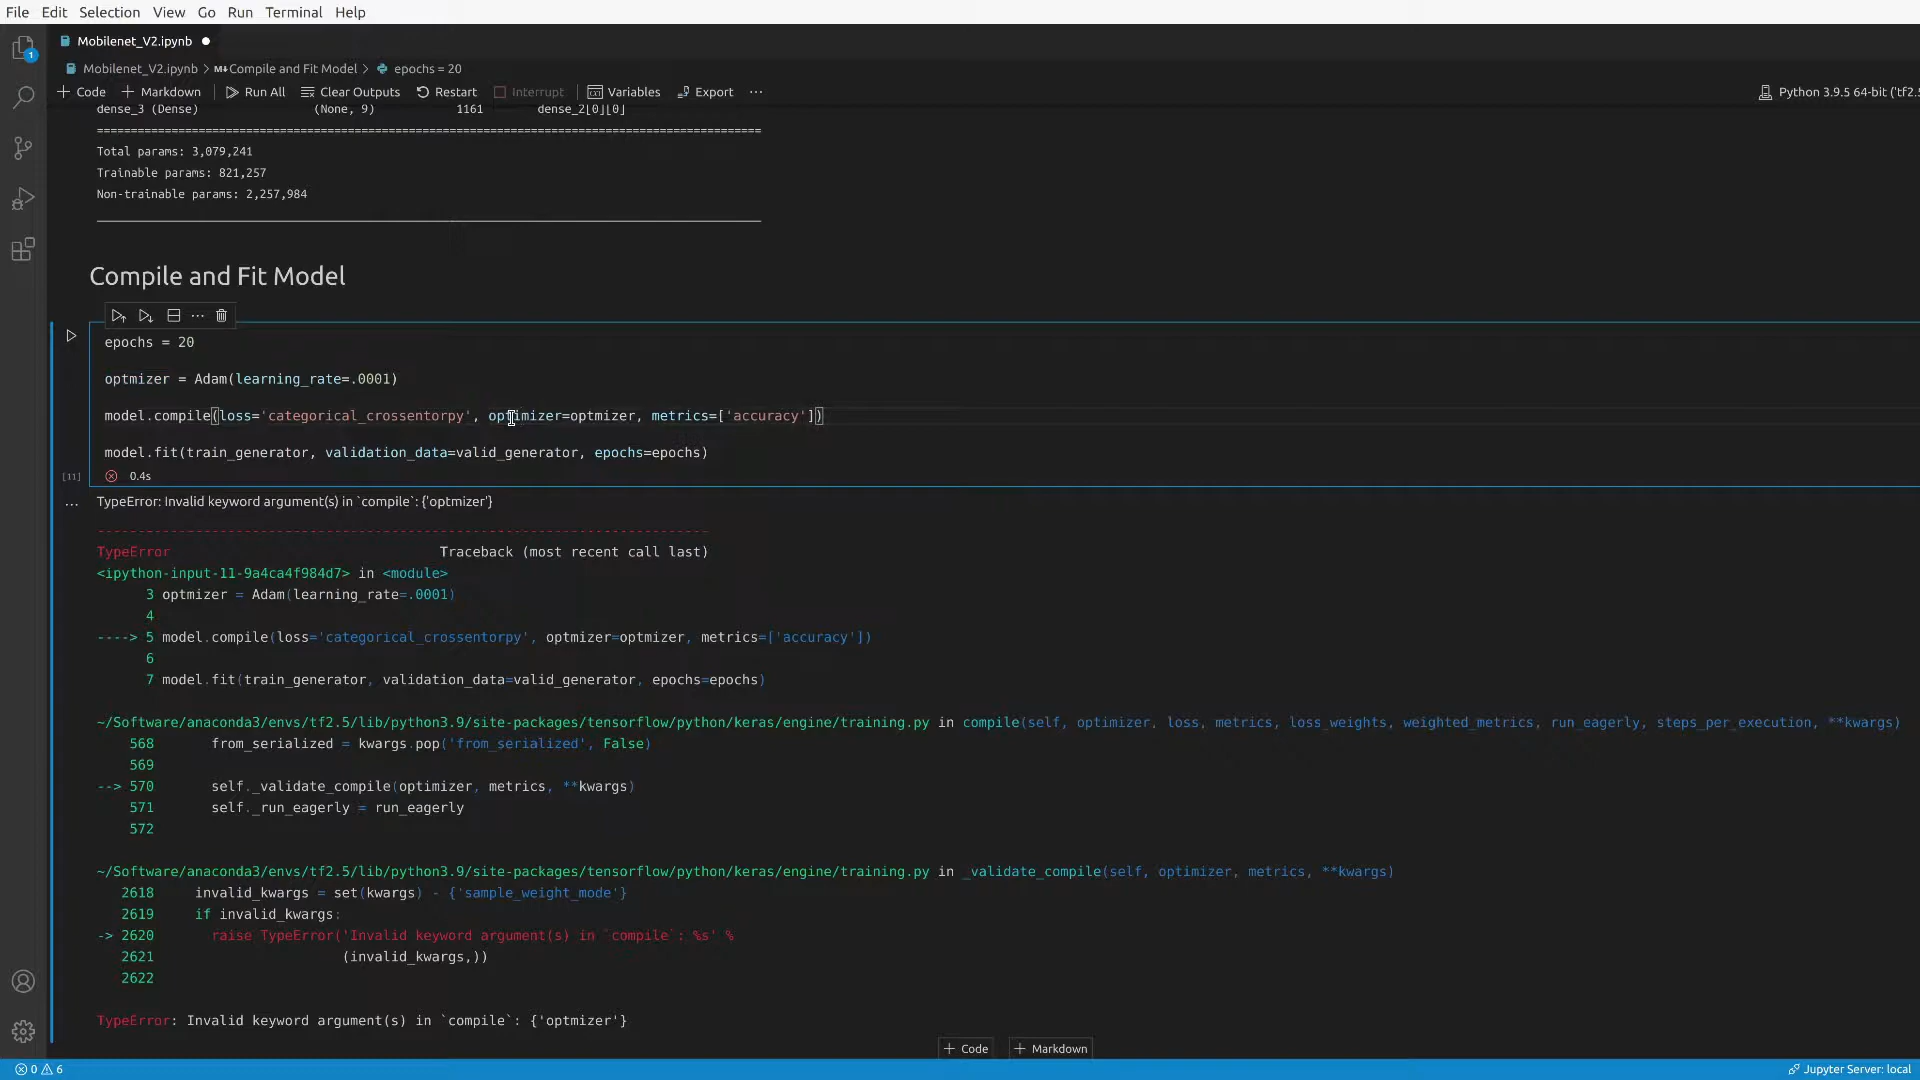 File Edit Selection View Go Run Terminal Help
Mobilenet_V2.ipynb
Mobilenet_V2.ipynb > M↓Compile and Fit Model > epochs = 20
+ Code + Markdown Run All Clear Outputs Restart Interrupt Variables Export ··· Python 3.9.5 64-bit ('tf2.5
dense_3 (Dense) (None, 9) 1161 dense_2[0][0]
==================================================================================
Total params: 3,079,241
Trainable params: 821,257
Non-trainable params: 2,257,984
Compile and Fit Model
epochs = 20
optmizer = Adam(learning_rate=.0001)
model.compile(loss='categorical_crossentorpy', optimizer=optmizer, metrics=['accuracy'])
model.fit(train_generator, validation_data=valid_generator, epochs=epochs)
[11] 0.4s
... TypeError: Invalid keyword argument(s) in `compile`: {'optmizer'}
---------------------------------------------------------------------------
TypeError Traceback (most recent call last)
<ipython-input-11-9a4ca4f984d7> in <module>
3 optmizer = Adam(learning_rate=.0001)
4
----> 5 model.compile(loss='categorical_crossentorpy', optmizer=optmizer, metrics=['accuracy'])
6
7 model.fit(train_generator, validation_data=valid_generator, epochs=epochs)
~/Software/anaconda3/envs/tf2.5/lib/python3.9/site-packages/tensorflow/python/keras/engine/training.py in compile(self, optimizer, loss, metrics, loss_weights, weighted_metrics, run_eagerly, steps_per_execution, **kwargs)
568 from_serialized = kwargs.pop('from_serialized', False)
569
--> 570 self._validate_compile(optimizer, metrics, **kwargs)
571 self._run_eagerly = run_eagerly
572
~/Software/anaconda3/envs/tf2.5/lib/python3.9/site-packages/tensorflow/python/keras/engine/training.py in _validate_compile(self, optimizer, metrics, **kwargs)
2618 invalid_kwargs = set(kwargs) - {'sample_weight_mode'}
2619 if invalid_kwargs:
-> 2620 raise TypeError('Invalid keyword argument(s) in `compile`: %s' %
2621 (invalid_kwargs,))
2622
TypeError: Invalid keyword argument(s) in `compile`: {'optmizer'}
+ Code + Markdown
0 6 Jupyter Server: local
1